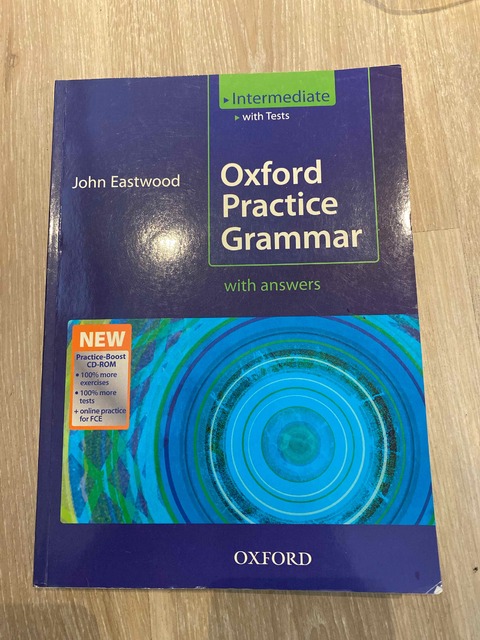 ▸Intermediate
▸ with Tests
John Eastwood
Oxford
Practice
Grammar
with answers
NEW
Practice-Boost
CD-ROM
• 100% more
exercises
• 100% more
tests
+ online practice
for FCE
OXFORD